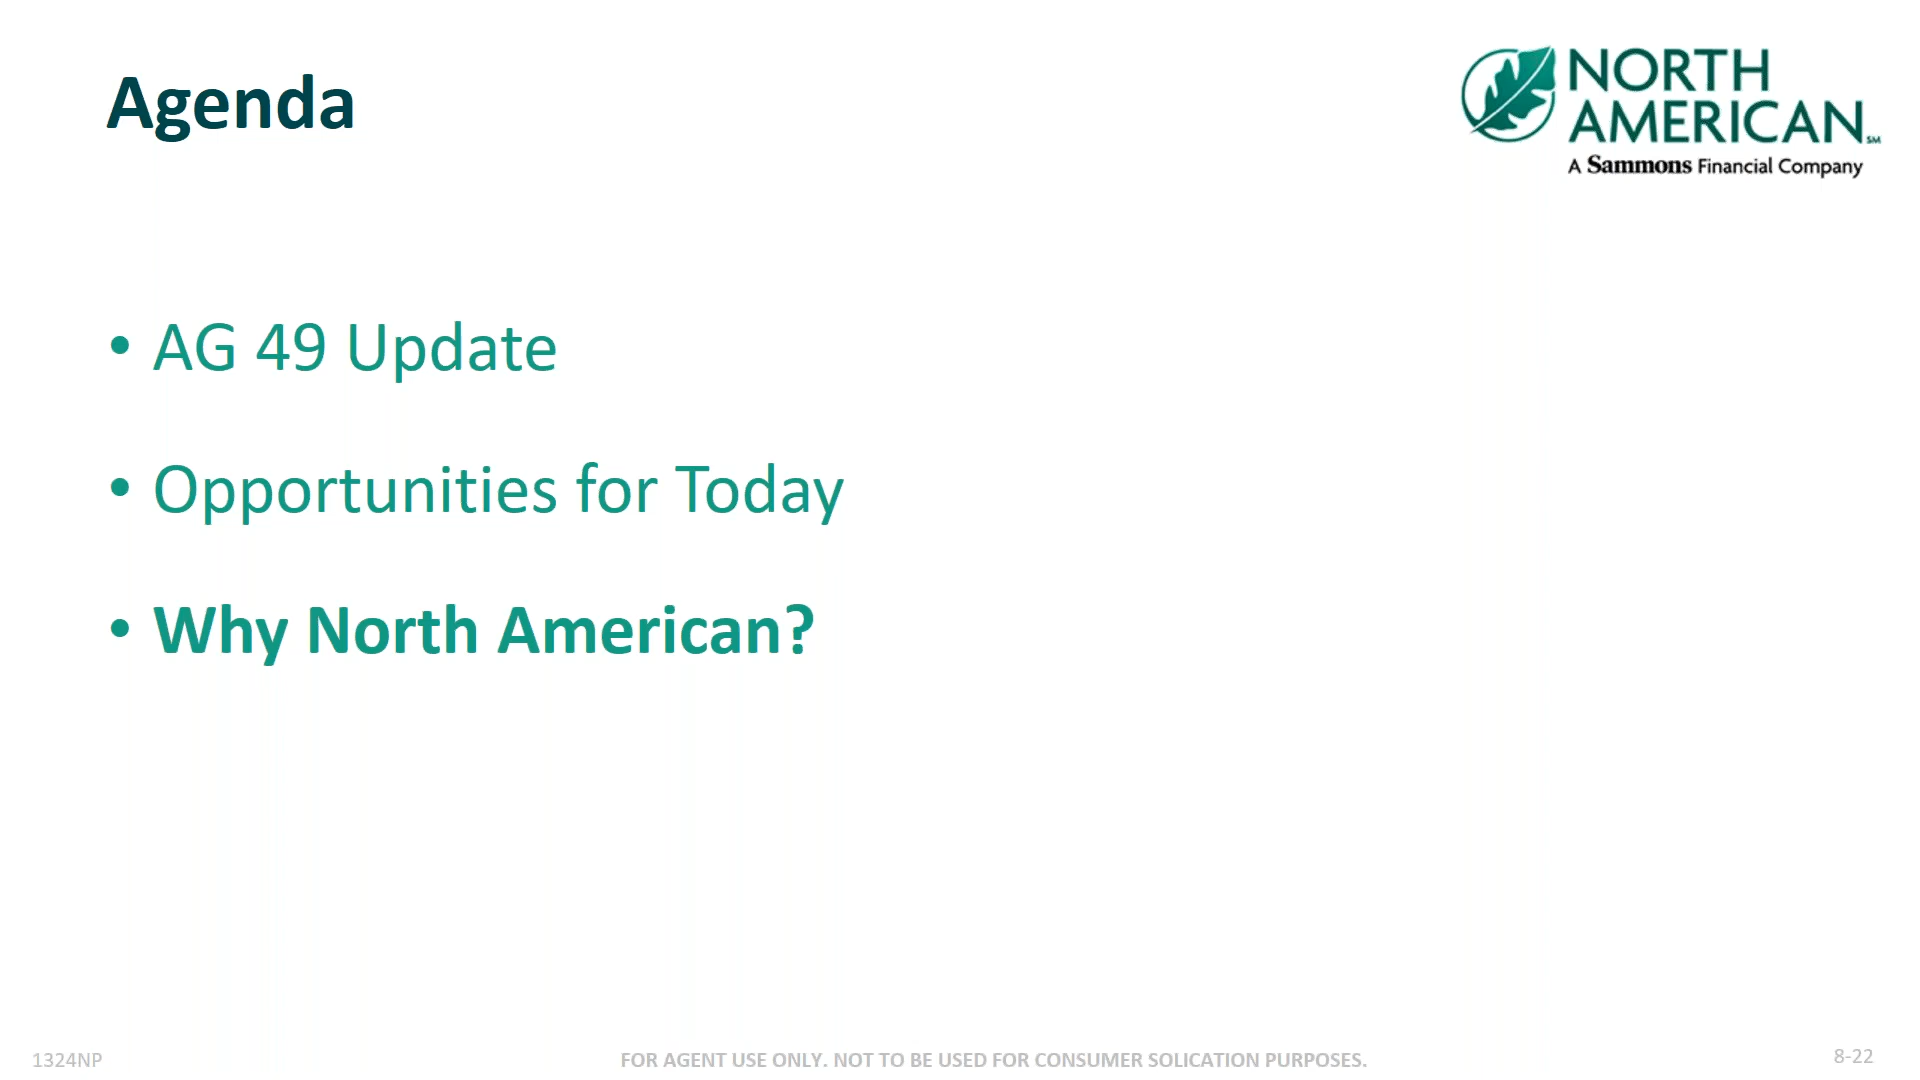 Agenda
NORTH
AMERICAN℠
A Sammons Financial Company
• AG 49 Update
• Opportunities for Today
• Why North American?
1324NP
FOR AGENT USE ONLY. NOT TO BE USED FOR CONSUMER SOLICATION PURPOSES.
8-22